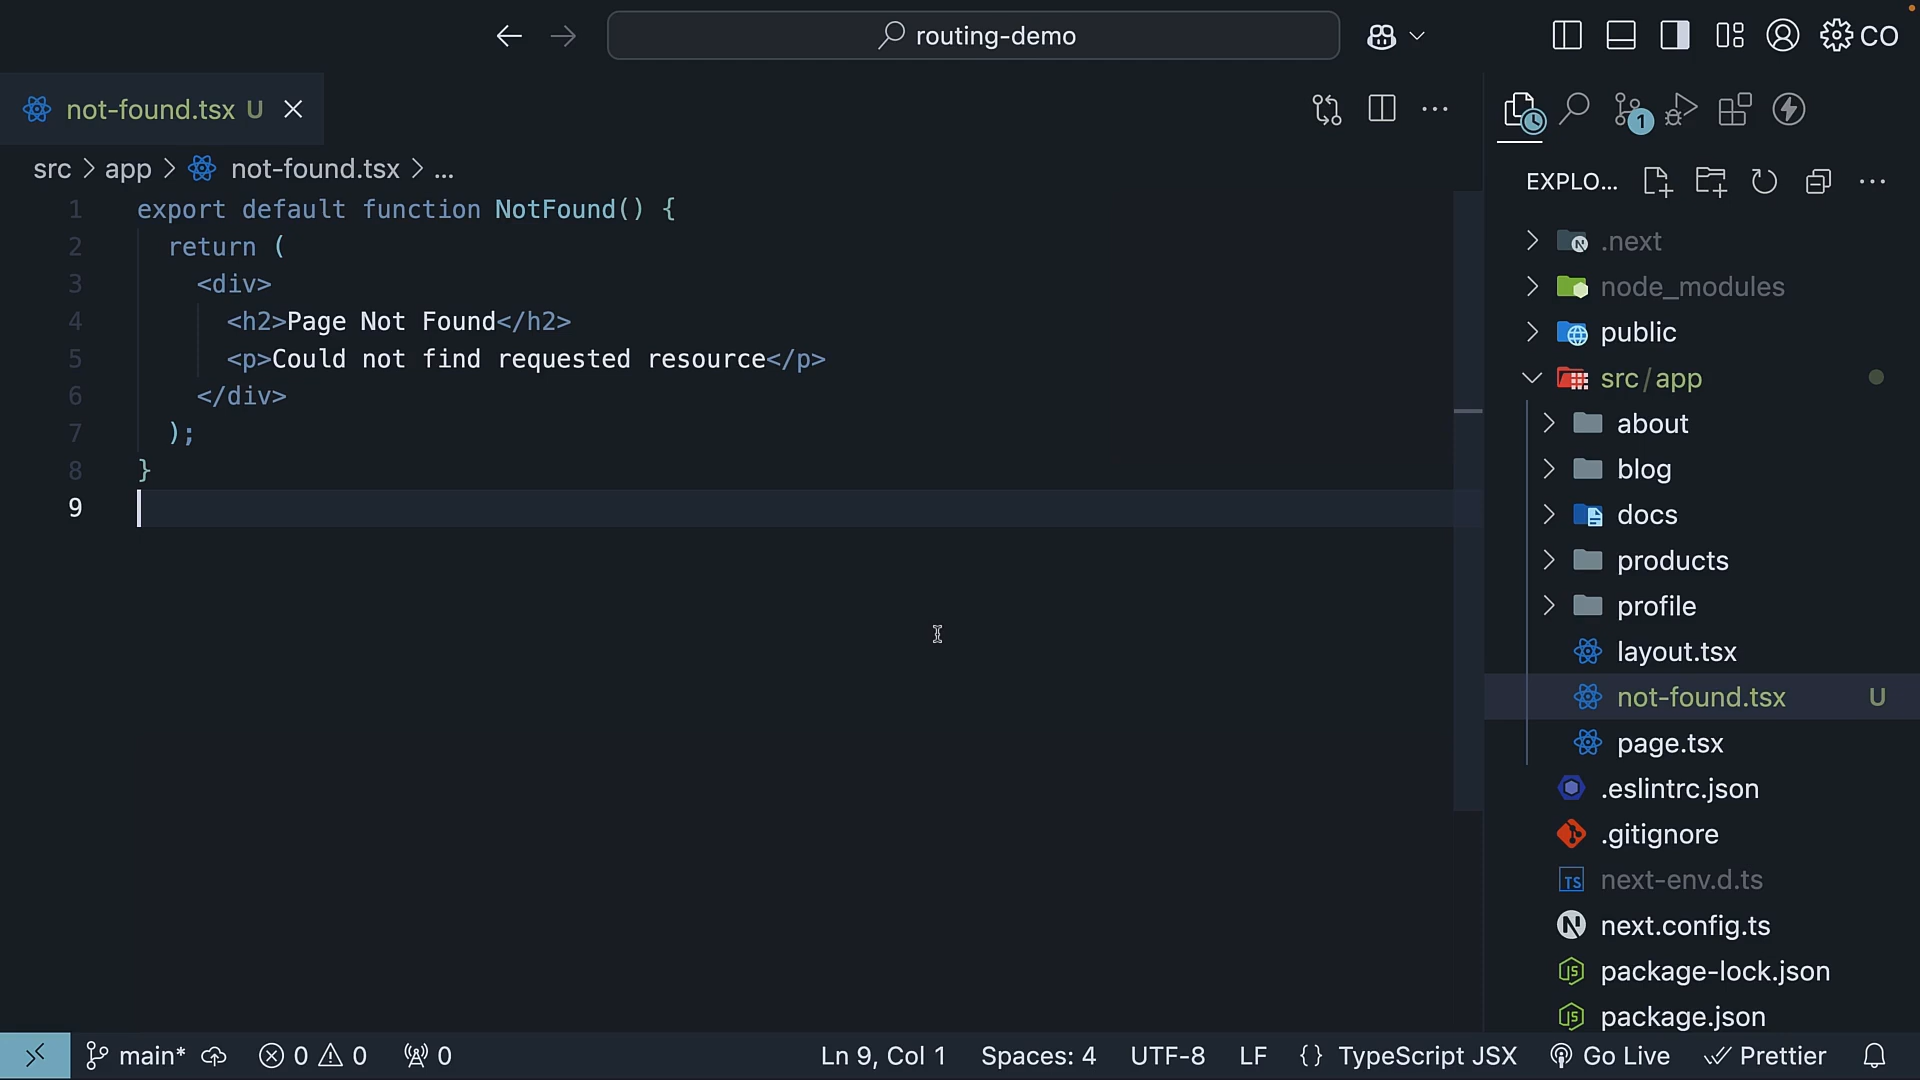 routing-demo
CO
not-found.tsx U
src > app > not-found.tsx > ...
1 export default function NotFound() {
2 return (
3 <div>
4 <h2>Page Not Found</h2>
5 <p>Could not find requested resource</p>
6 </div>
7 );
8 }
9
1
EXPLO...
.next
node_modules
public
src/app
about
blog
docs
products
profile
layout.tsx
not-found.tsx U
page.tsx
.eslintrc.json
.gitignore
next-env.d.ts
next.config.ts
package-lock.json
package.json
main* 0 0 0 Ln 9, Col 1 Spaces: 4 UTF-8 LF {} TypeScript JSX Go Live Prettier